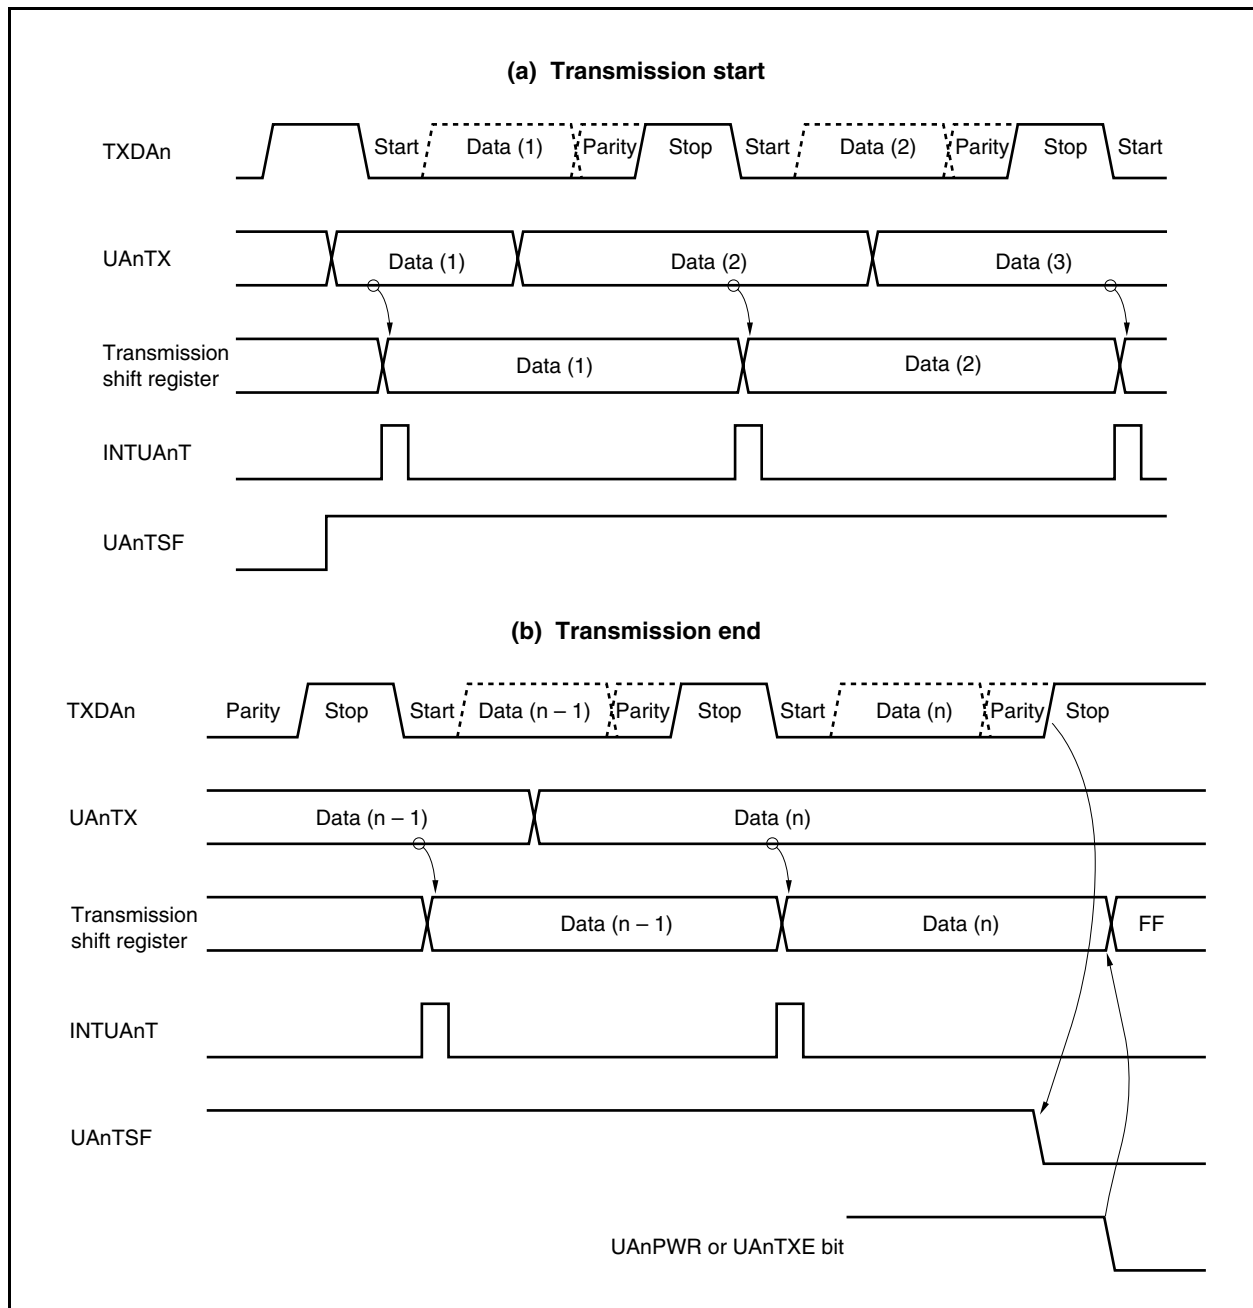 (a) Transmission start
TXDAn
Start Data (1) Parity Stop Start Data (2) Parity Stop Start
UAnTX
Data (1) Data (2) Data (3)
Transmission
shift register
Data (1) Data (2)
INTUAnT
UAnTSF
(b) Transmission end
TXDAn
Parity Stop Start Data (n – 1) Parity Stop Start Data (n) Parity Stop
UAnTX
Data (n – 1) Data (n)
Transmission
shift register
Data (n – 1) Data (n) FF
INTUAnT
UAnTSF
UAnPWR or UAnTXE bit